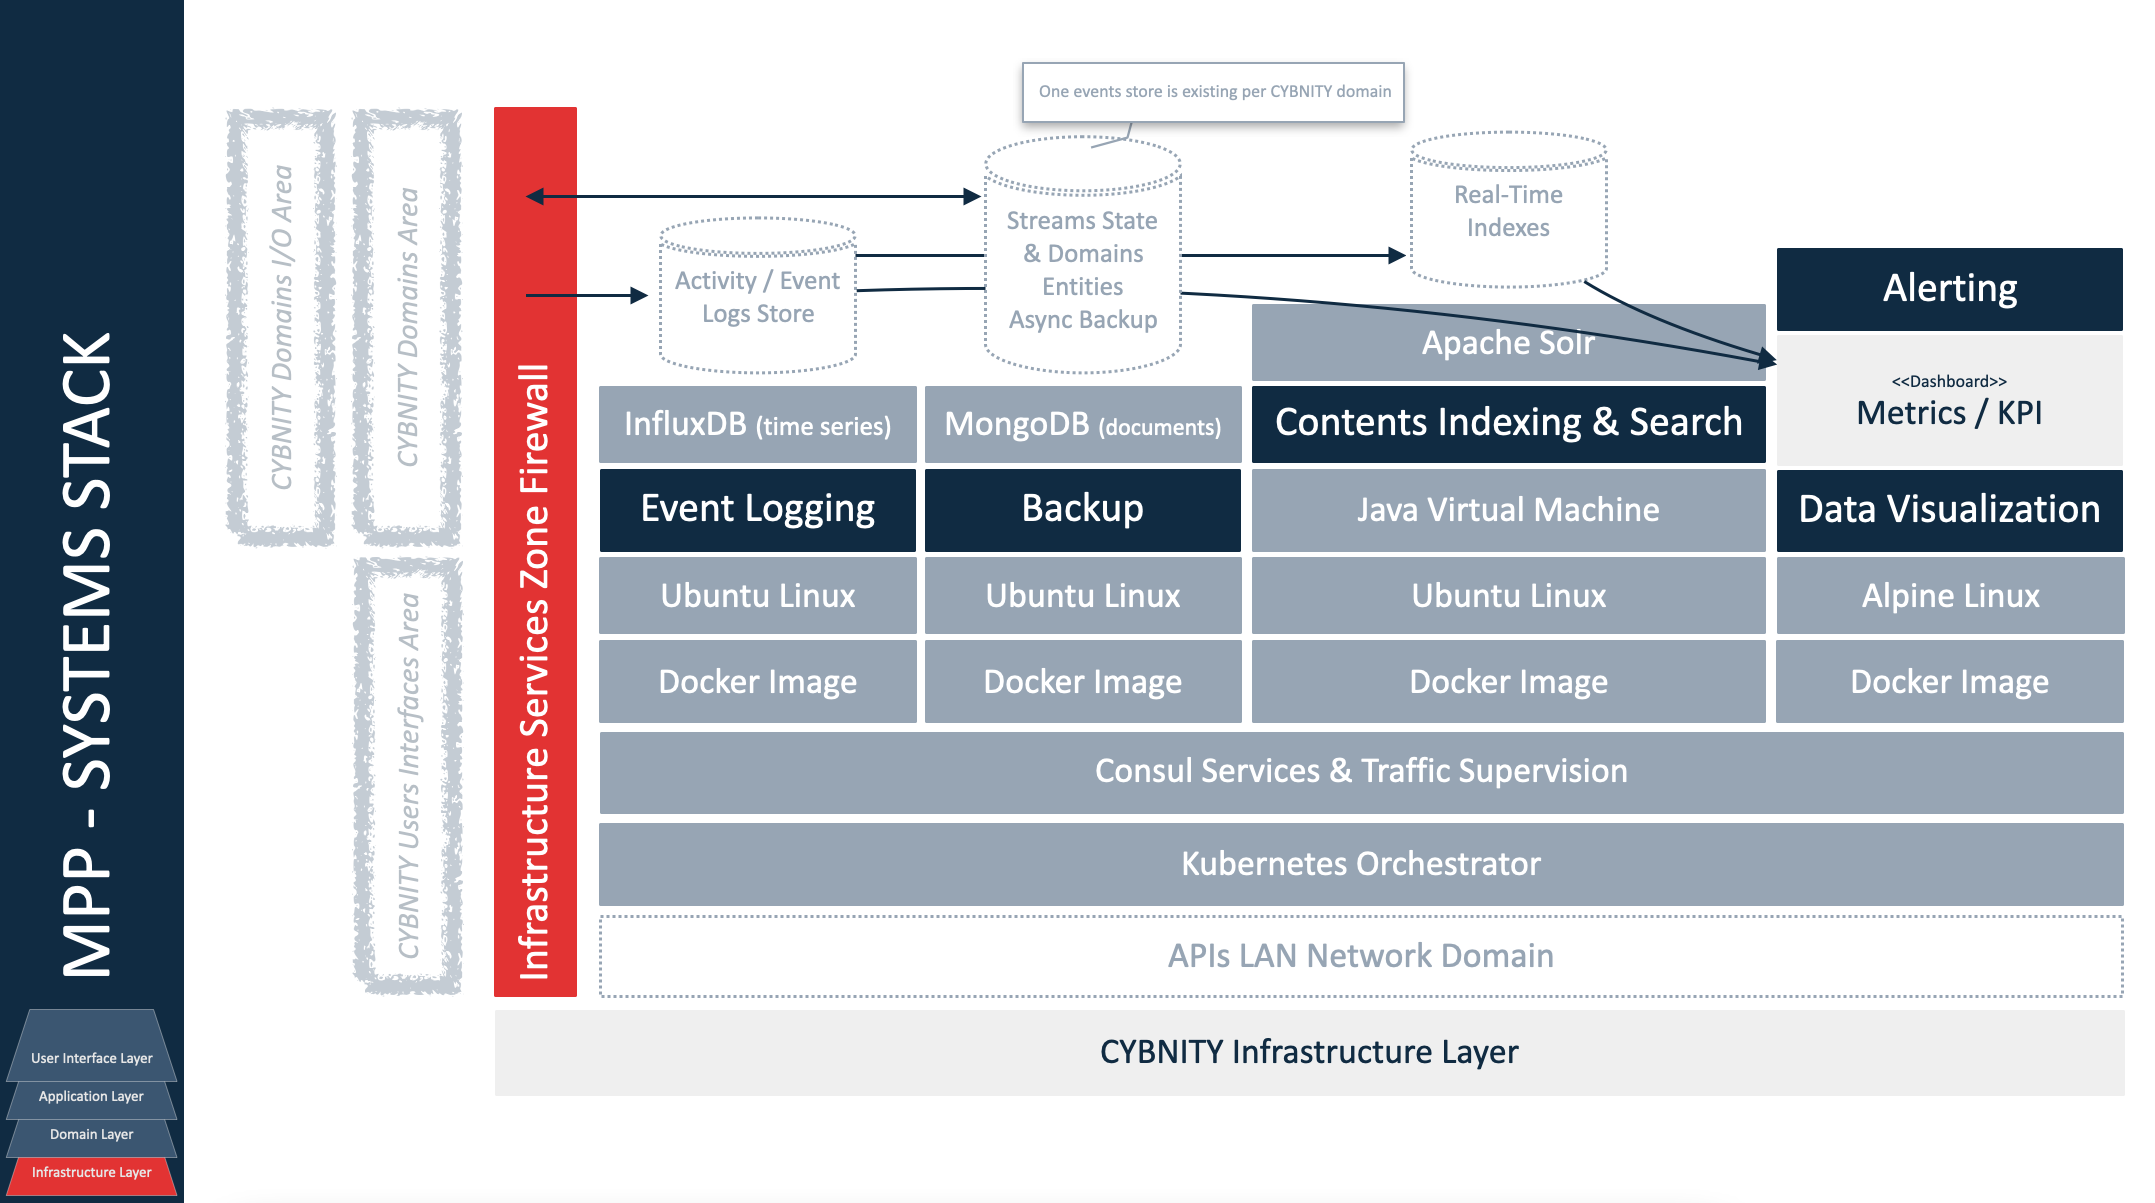 MPP - SYSTEMS STACK
User Interface Layer
Application Layer
Domain Layer
Infrastructure Layer
CYBNITY Domains I/O Area
CYBNITY Domains Area
CYBNITY Users Interfaces Area
Infrastructure Services Zone Firewall
One events store is existing per CYBNITY domain
Activity / Event
Logs Store
Streams State
& Domains
Entities
Async Backup
Real-Time
Indexes
Alerting
Apache Solr
<<Dashboard>>
Metrics / KPI
InfluxDB (time series)
MongoDB (documents)
Contents Indexing & Search
Event Logging
Backup
Java Virtual Machine
Data Visualization
Ubuntu Linux
Ubuntu Linux
Ubuntu Linux
Alpine Linux
Docker Image
Docker Image
Docker Image
Docker Image
Consul Services & Traffic Supervision
Kubernetes Orchestrator
APIs LAN Network Domain
CYBNITY Infrastructure Layer